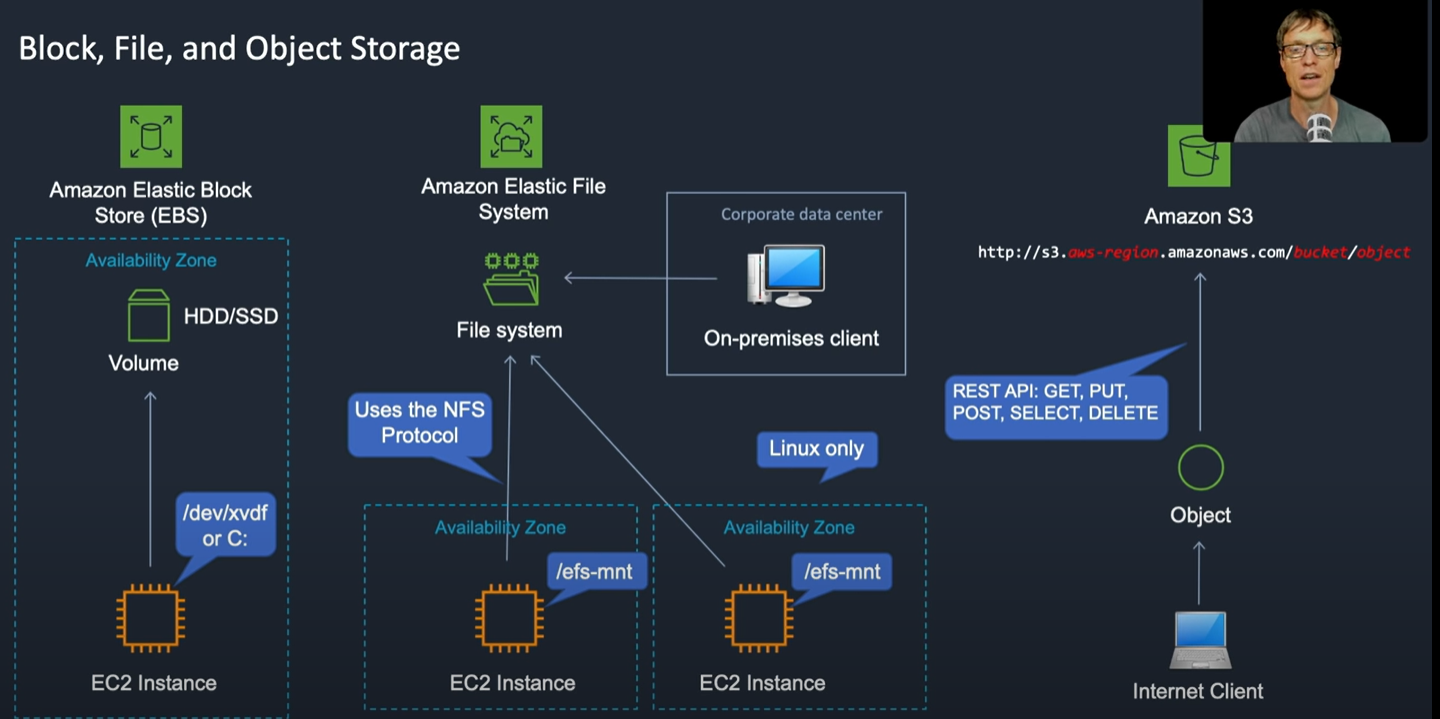 Block, File, and Object Storage
Amazon Elastic Block
Store (EBS)
Availability Zone
HDD/SSD
Volume
/dev/xvdf
or C:
EC2 Instance
Amazon Elastic File
System
File system
Corporate data center
On-premises client
Uses the NFS
Protocol
Linux only
Availability Zone
/efs-mnt
EC2 Instance
Availability Zone
/efs-mnt
EC2 Instance
Amazon S3
http://s3.aws-region.amazonaws.com/bucket/object
REST API: GET, PUT,
POST, SELECT, DELETE
Object
Internet Client